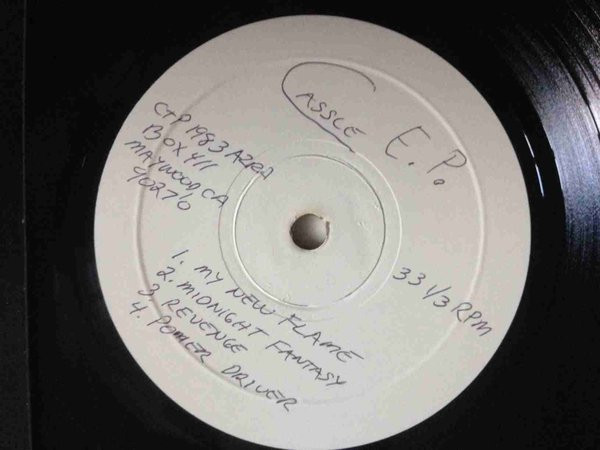 CASSLE E.P.
CTP 1983 AZRA
BOX 411
MAYWOOD CA
90270
33 1/3 RPM
1. MY NEW FLAME
2. MIDNIGHT FANTASY
3. REVENGE
4. POWER DRIVER